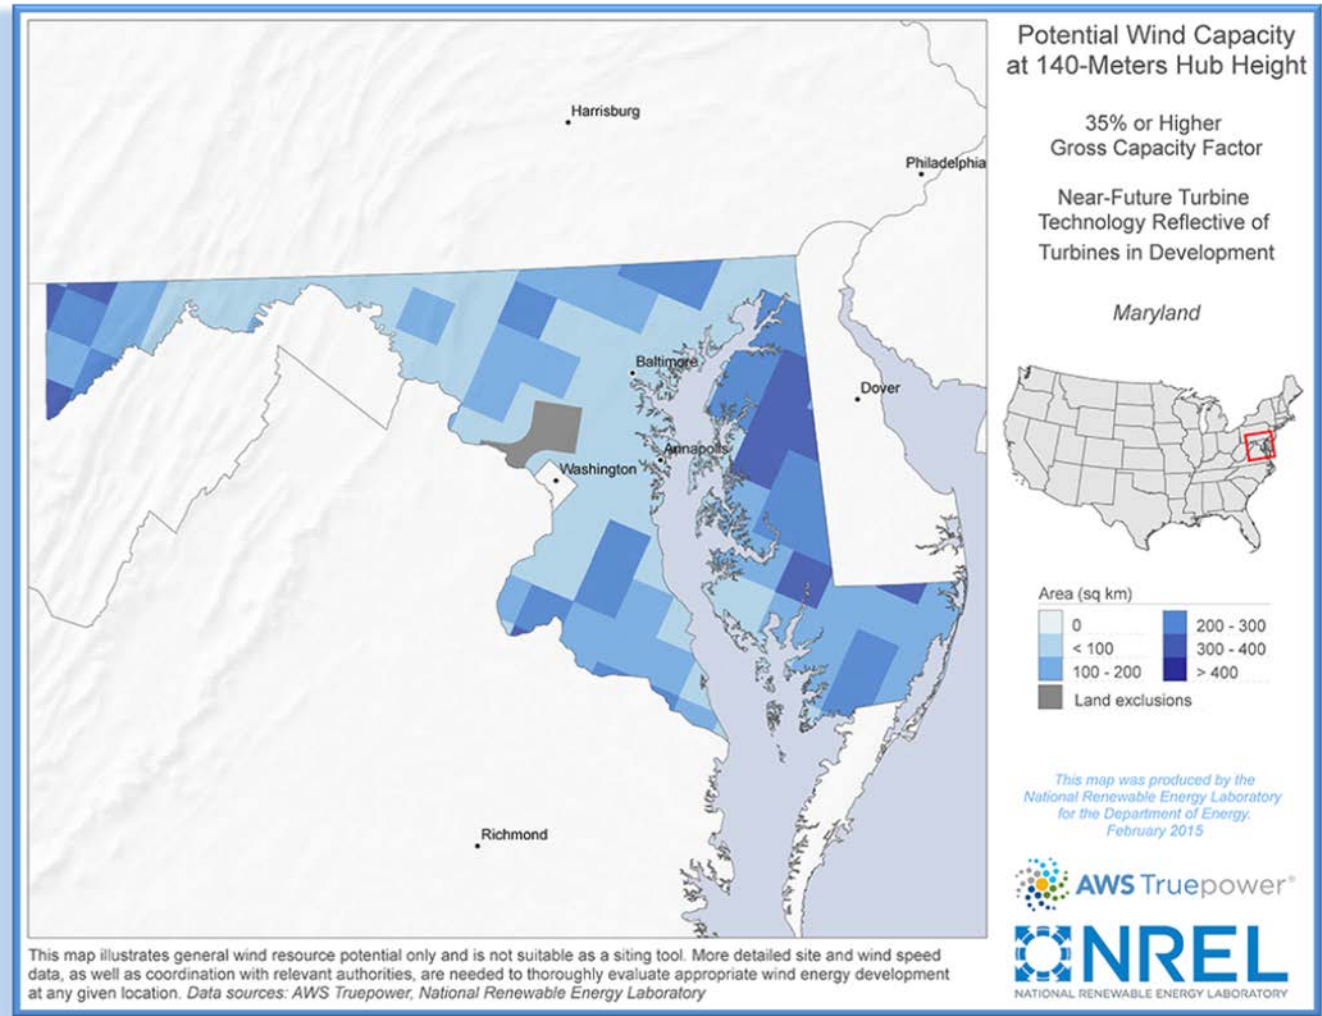 Potential Wind Capacity
at 140-Meters Hub Height
35% or Higher
Gross Capacity Factor
Near-Future Turbine
Technology Reflective of
Turbines in Development
Maryland
Harrisburg
Philadelphia
Baltimore
Dover
Annapolis
Washington
Richmond
Area (sq km)
0
< 100
100 - 200
200 - 300
300 - 400
> 400
Land exclusions
This map was produced by the
National Renewable Energy Laboratory
for the Department of Energy.
February 2015
AWS Truepower®
NREL
NATIONAL RENEWABLE ENERGY LABORATORY
This map illustrates general wind resource potential only and is not suitable as a siting tool. More detailed site and wind speed
data, as well as coordination with relevant authorities, are needed to thoroughly evaluate appropriate wind energy development
at any given location. Data sources: AWS Truepower, National Renewable Energy Laboratory